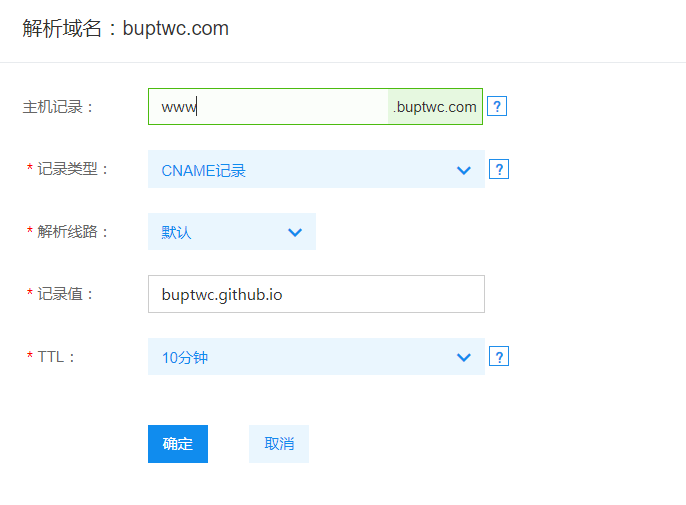 解析域名：buptwc.com
主机记录： www .buptwc.com ?
* 记录类型： CNAME记录 ?
* 解析线路： 默认
* 记录值： buptwc.github.io
* TTL： 10分钟 ?
确定 取消